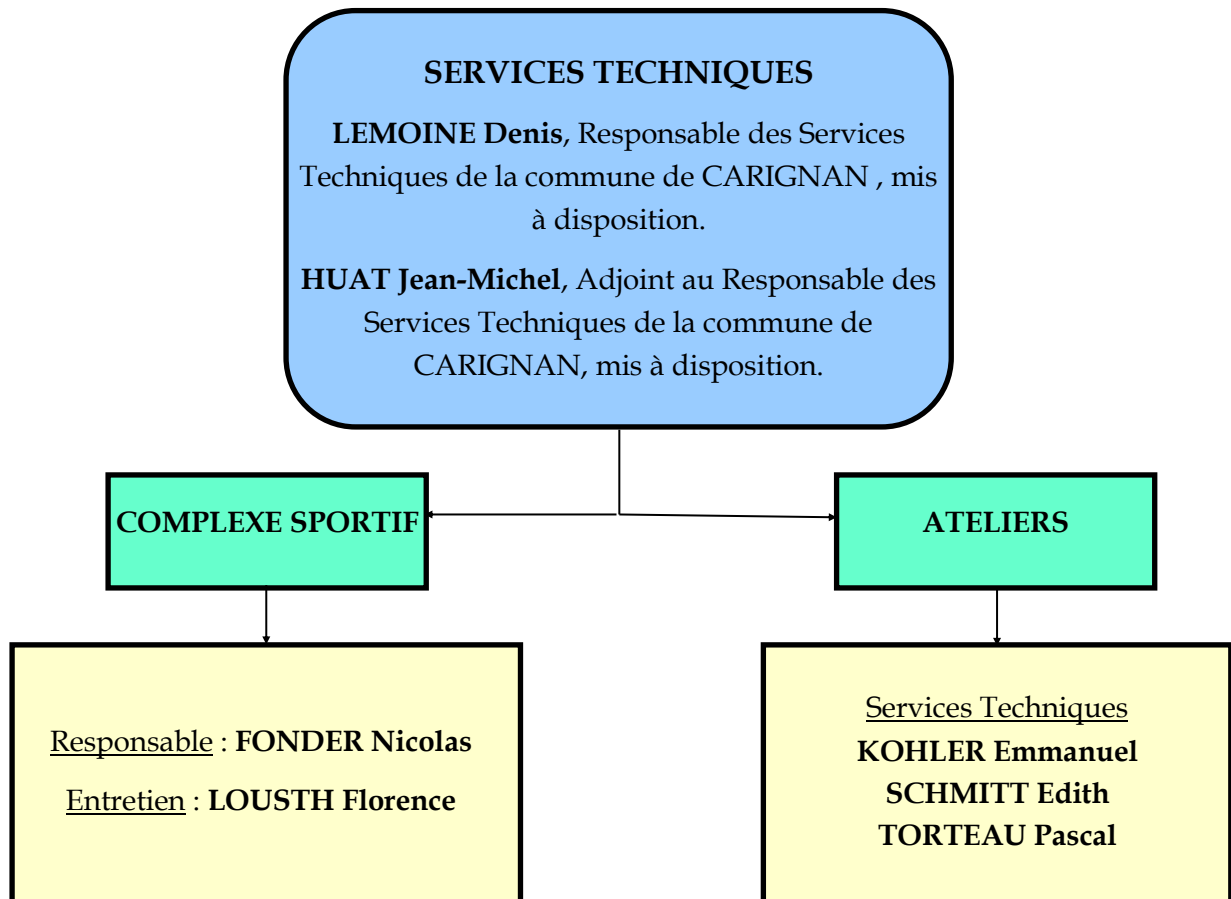 SERVICES TECHNIQUES
LEMOINE Denis, Responsable des Services
Techniques de la commune de CARIGNAN , mis
à disposition.
HUAT Jean-Michel, Adjoint au Responsable des
Services Techniques de la commune de
CARIGNAN, mis à disposition.
COMPLEXE SPORTIF
ATELIERS
Responsable : FONDER Nicolas
Entretien : LOUSTH Florence
Services Techniques
KOHLER Emmanuel
SCHMITT Edith
TORTEAU Pascal